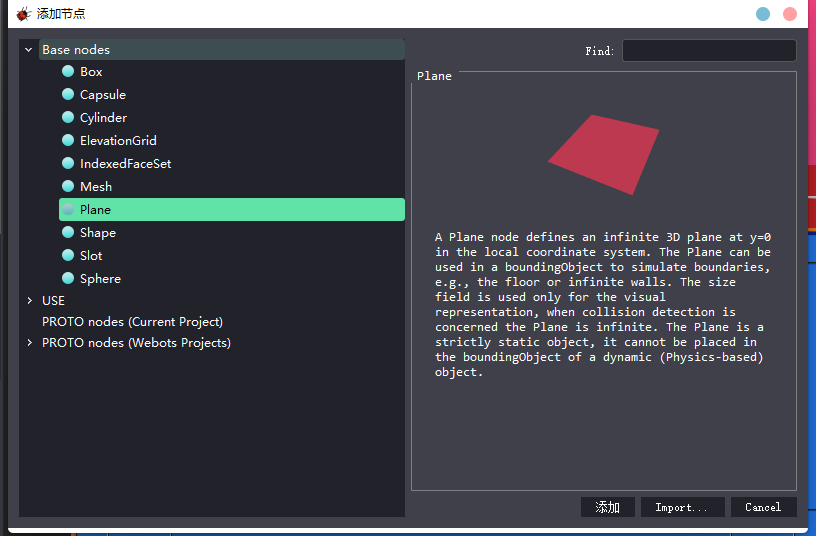 添加节点
Base nodes
Box
Capsule
Cylinder
ElevationGrid
IndexedFaceSet
Mesh
Plane
Shape
Slot
Sphere
USE
PROTO nodes (Current Project)
PROTO nodes (Webots Projects)
Find:
Plane
A Plane node defines an infinite 3D plane at y=0
in the local coordinate system. The Plane can be
used in a boundingObject to simulate boundaries,
e.g., the floor or infinite walls. The size
field is used only for the visual
representation, when collision detection is
concerned the Plane is infinite. The Plane is a
strictly static object, it cannot be placed in
the boundingObject of a dynamic (Physics-based)
object.
添加 Import... Cancel